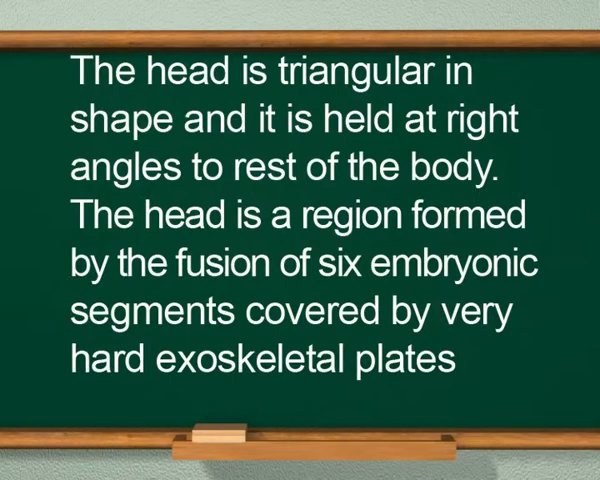 The head is triangular in
shape and it is held at right
angles to rest of the body.
The head is a region formed
by the fusion of six embryonic
segments covered by very
hard exoskeletal plates